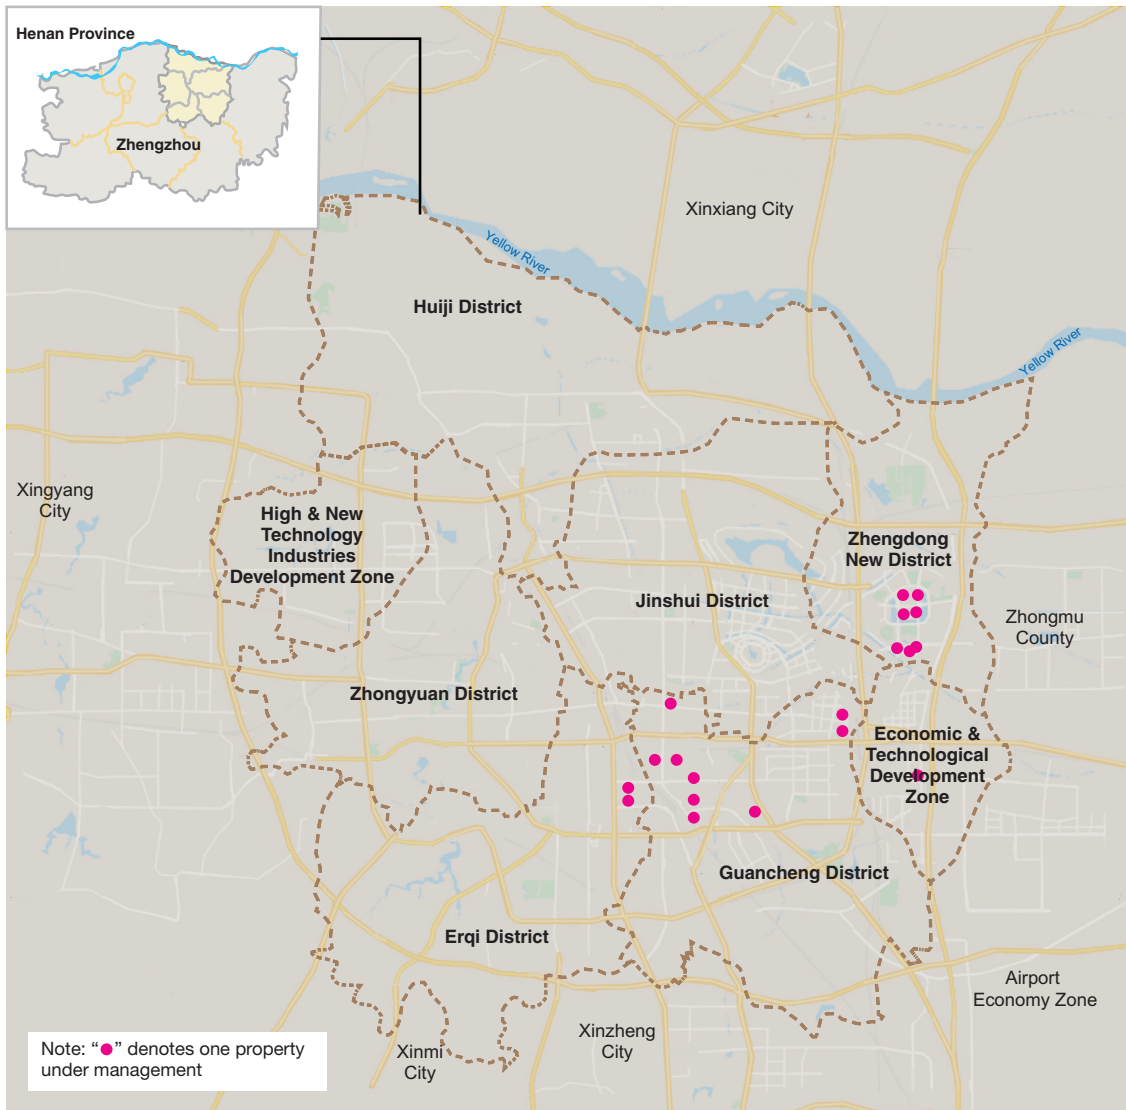 Henan Province
Zhengzhou
Xinxiang City
Yellow River
Huiji District
Yellow River
Xingyang
City
High & New
Technology
Industries
Development Zone
Zhengdong
New District
Jinshui District
Zhongmu
County
Zhongyuan District
Economic &
Technological
Development
Zone
Guancheng District
Erqi District
Airport
Economy Zone
Xinzheng
City
Xinmi
City
Note: “●” denotes one property
under management